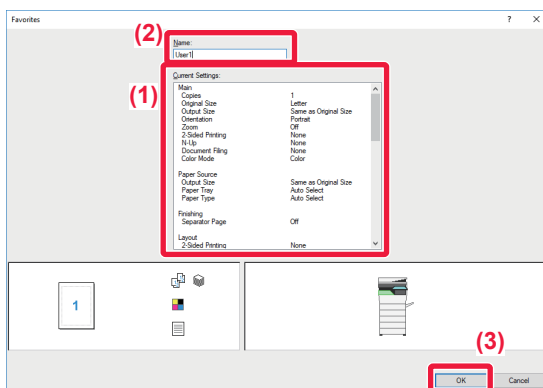 Favorites ? ×
(2)
Name:
User1
(1)
Current Settings:
Main
Copies 1
Original Size Letter
Output Size Same as Original Size
Orientation Portrait
Zoom Off
2-Sided Printing None
N-Up None
Document Filing None
Color Mode Color
Paper Source
Output Size Same as Original Size
Paper Tray Auto Select
Paper Type Auto Select
Finishing
Separator Page Off
Layout
2-Sided Printing None
1
(3)
OK Cancel